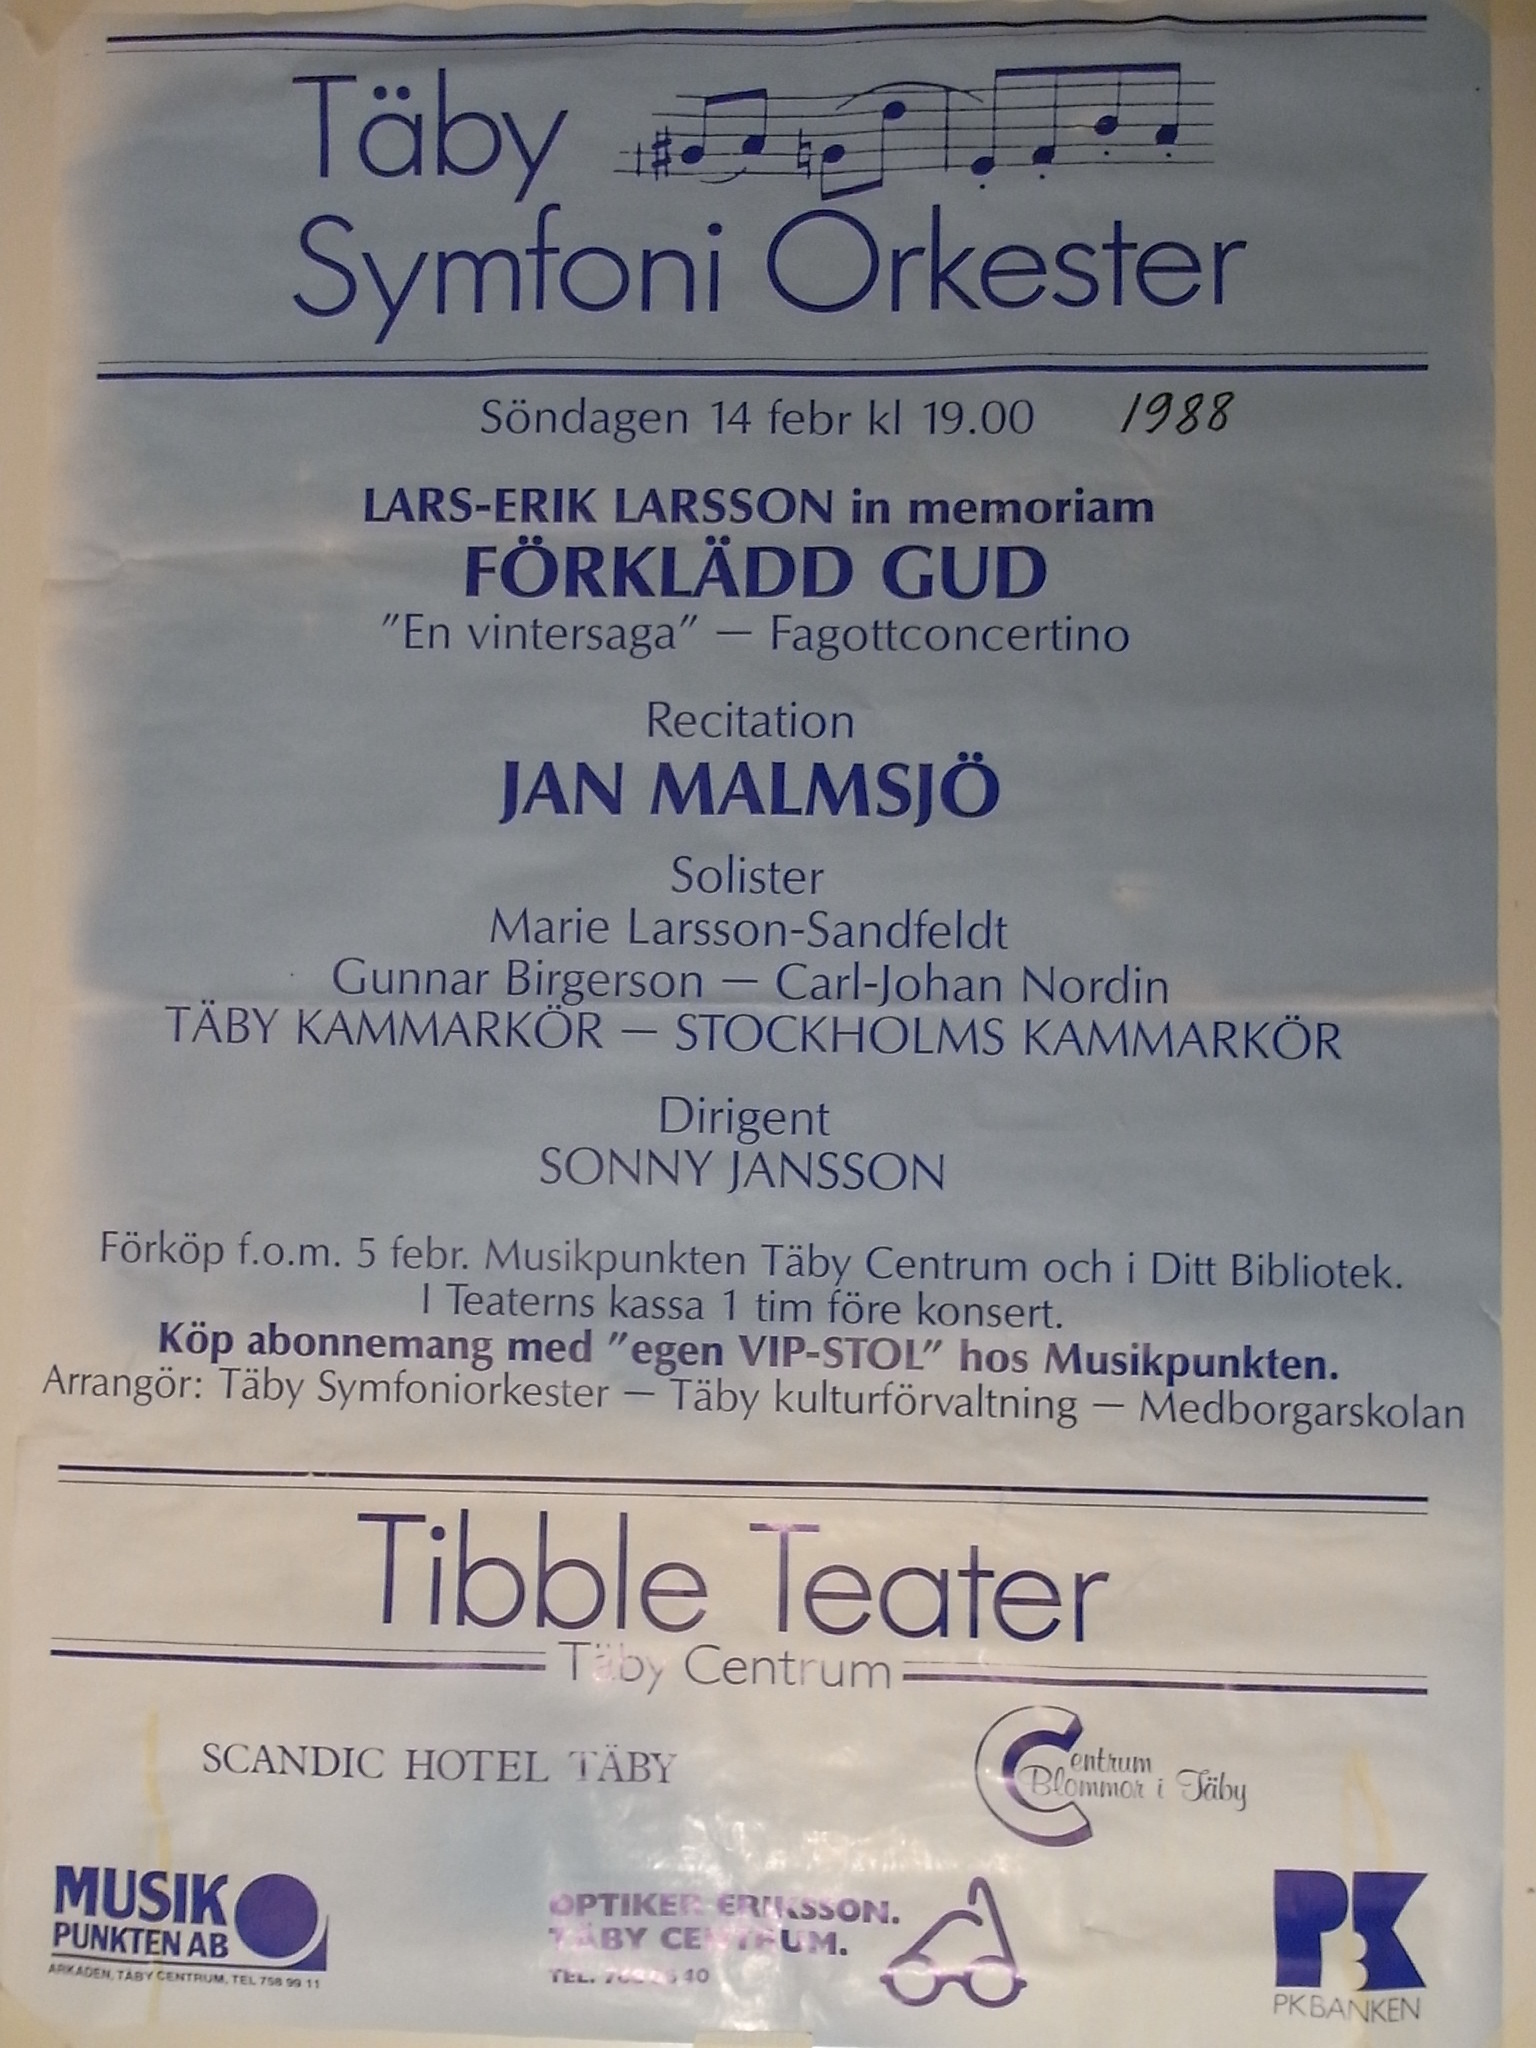 Täby
Symfoni Orkester
Söndagen 14 febr kl 19.00 1988
LARS-ERIK LARSSON in memoriam
FÖRKLÄDD GUD
"En vintersaga" — Fagottconcertino
Recitation
JAN MALMSJÖ
Solister
Marie Larsson-Sandfeldt
Gunnar Birgerson — Carl-Johan Nordin
TÄBY KAMMARKÖR — STOCKHOLMS KAMMARKÖR
Dirigent
SONNY JANSSON
Förköp f.o.m. 5 febr. Musikpunkten Täby Centrum och i Ditt Bibliotek.
I Teaterns kassa 1 tim före konsert.
Köp abonnemang med "egen VIP-STOL" hos Musikpunkten.
Arrangör: Täby Symfoniorkester — Täby kulturförvaltning — Medborgarskolan
Tibble Teater
Täby Centrum
SCANDIC HOTEL TÄBY
Centrum
Blommor i Täby
MUSIK
PUNKTEN AB
ARKADEN, TÄBY CENTRUM, TEL 758 99 11
OPTIKER ERIKSSON.
TÄBY CENTRUM.
TEL.
PK
PKBANKEN